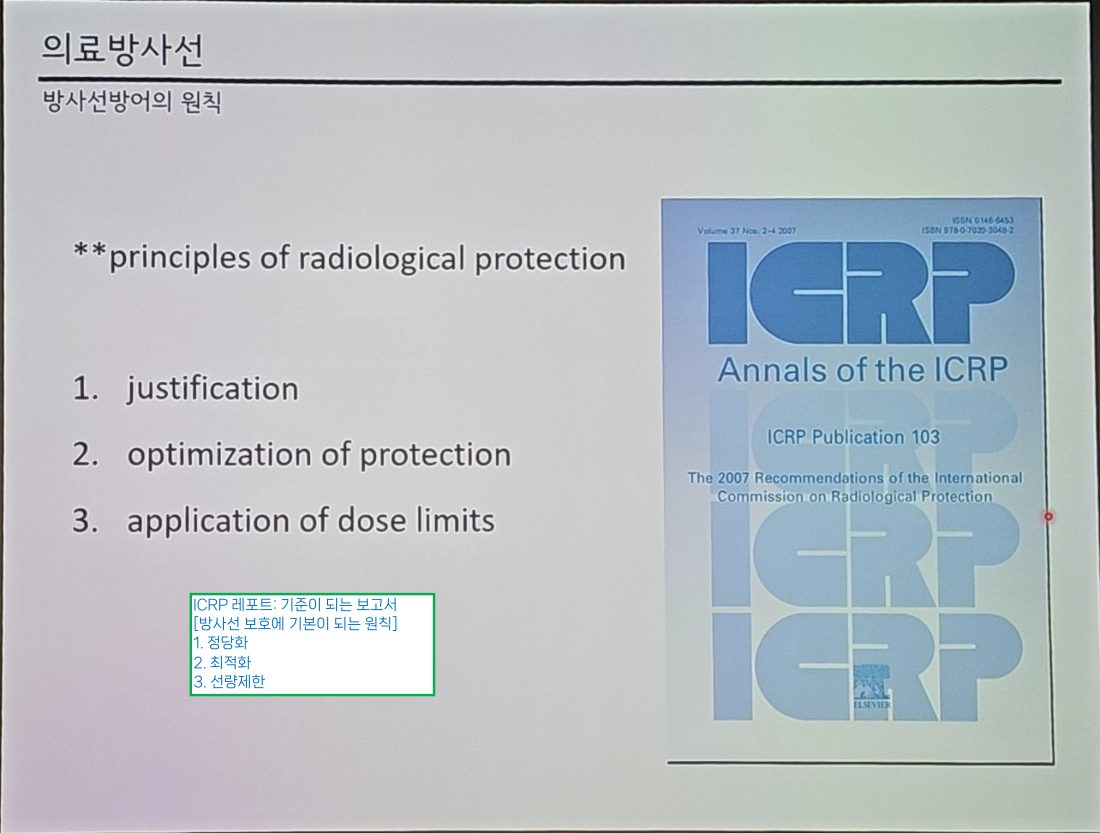 의료방사선
방사선방어의 원칙
**principles of radiological protection
1. justification
2. optimization of protection
3. application of dose limits
ICRP 레포트: 기준이 되는 보고서
[방사선 보호에 기본이 되는 원칙]
1. 정당화
2. 최적화
3. 선량제한
ISSN 0146-6453
Volume 37 Nos. 2-4 2007
ISBN 978-0-7020-3048-2
ICRP
Annals of the ICRP
ICRP
ICRP Publication 103
The 2007 Recommendations of the International
Commission on Radiological Protection
ICRP
ICRP
ELSEVIER